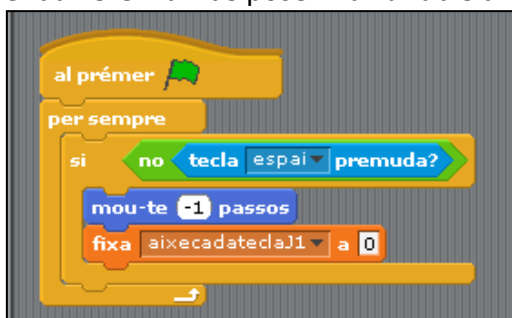 al prémer
per sempre
si no tecla espai premuda?
mou-te -1 passos
fixa aixecadateclaJ1 a 0